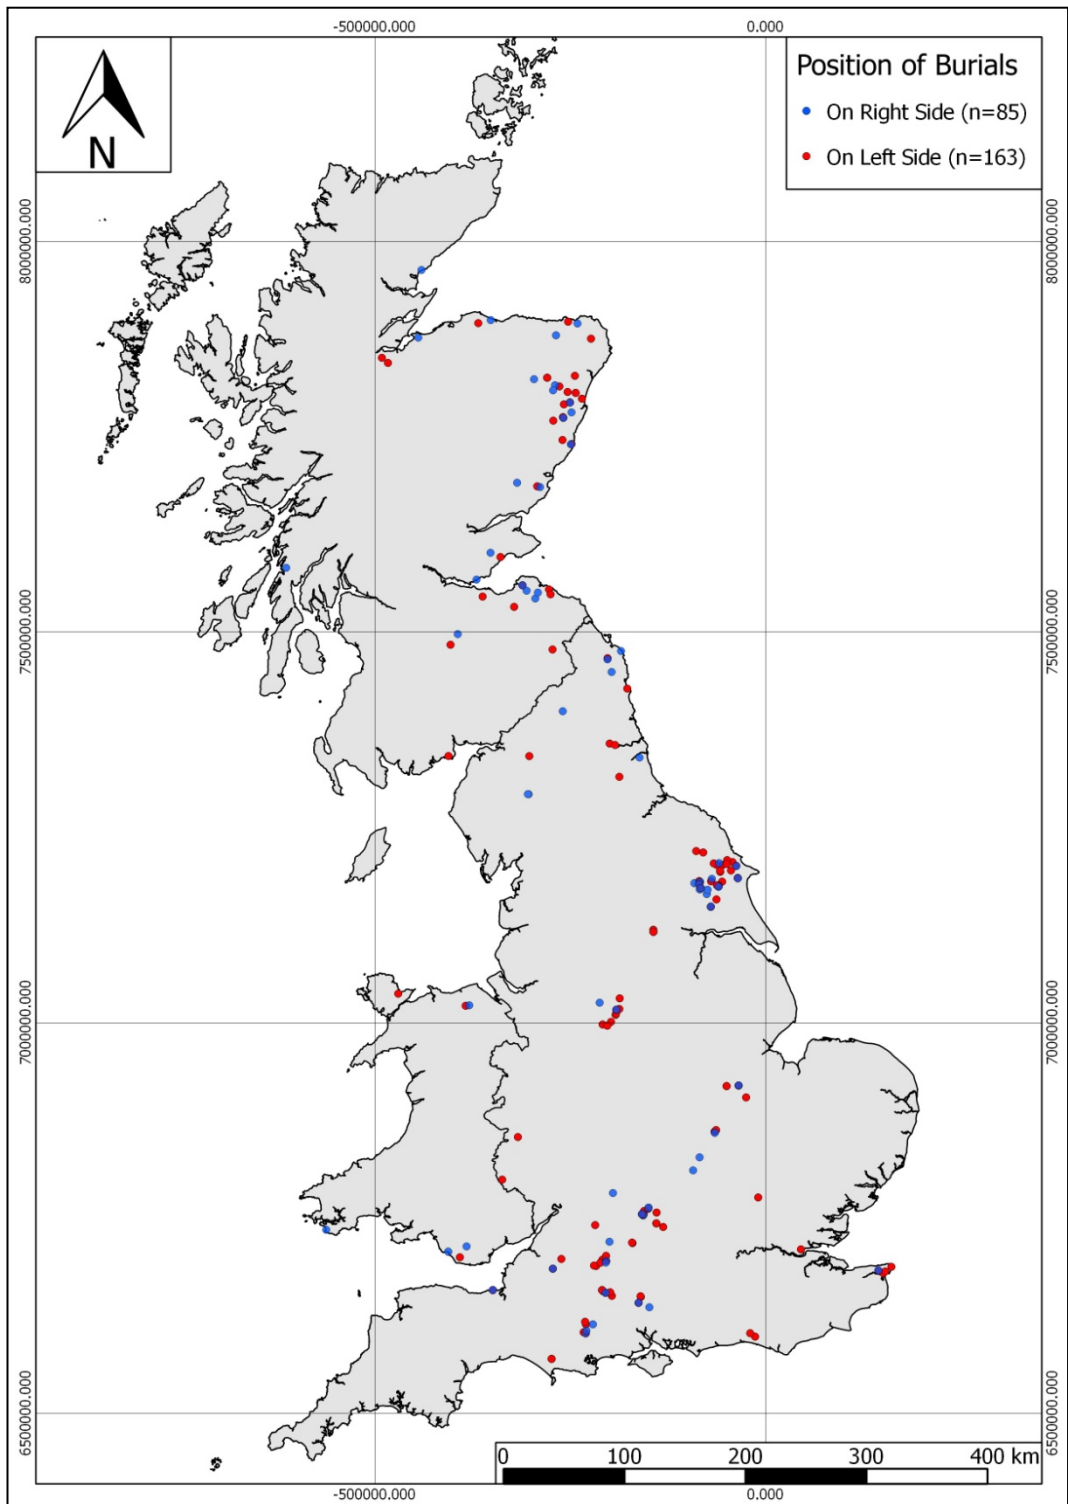 -500000.000 0.000
N
Position of Burials
On Right Side (n=85)
On Left Side (n=163)
8000000.000 8000000.000
7500000.000 7500000.000
7000000.000 7000000.000
6500000.000 6500000.000
0 100 200 300 400 km
-500000.000 0.000